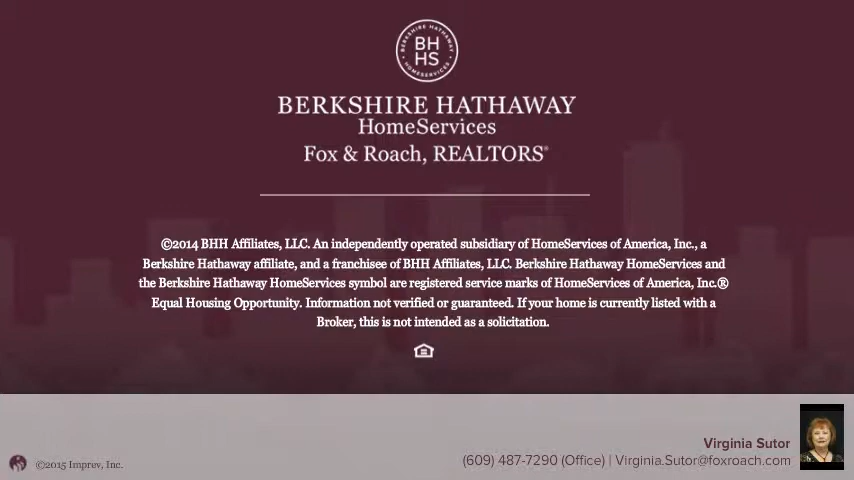 BERKSHIRE HATHAWAY
HOMESERVICES
BH
HS
BERKSHIRE HATHAWAY
HomeServices
Fox & Roach, REALTORS®
©2014 BHH Affiliates, LLC. An independently operated subsidiary of HomeServices of America, Inc., a
Berkshire Hathaway affiliate, and a franchisee of BHH Affiliates, LLC. Berkshire Hathaway HomeServices and
the Berkshire Hathaway HomeServices symbol are registered service marks of HomeServices of America, Inc.®
Equal Housing Opportunity. Information not verified or guaranteed. If your home is currently listed with a
Broker, this is not intended as a solicitation.
Virginia Sutor
(609) 487-7290 (Office) | Virginia.Sutor@foxroach.com
©2015 Imprev, Inc.